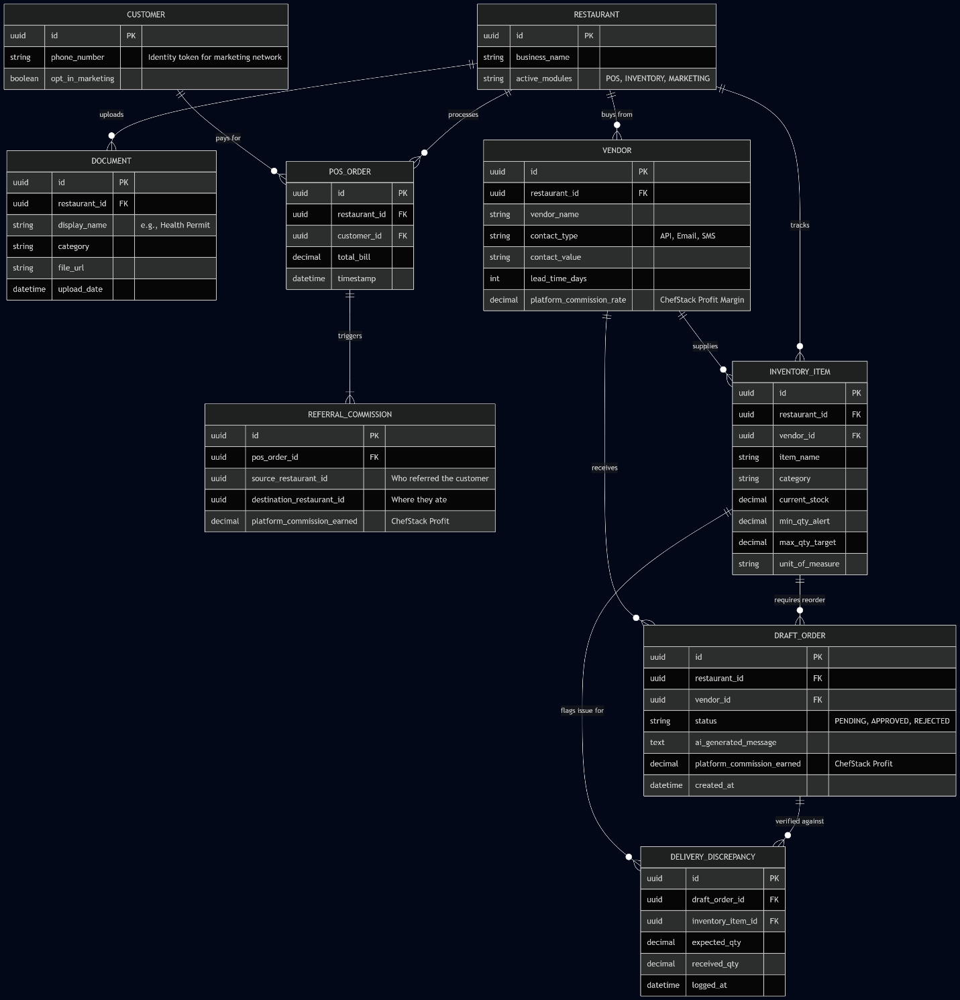 CUSTOMER
uuid id PK
string phone_number Identity token for marketing network
boolean opt_in_marketing
RESTAURANT
uuid id PK
string business_name
string active_modules POS, INVENTORY, MARKETING
uploads
pays for
processes
buys from
tracks
DOCUMENT
uuid id PK
uuid restaurant_id FK
string display_name e.g., Health Permit
string category
string file_url
datetime upload_date
POS_ORDER
uuid id PK
uuid restaurant_id FK
uuid customer_id FK
decimal total_bill
datetime timestamp
VENDOR
uuid id PK
uuid restaurant_id FK
string vendor_name
string contact_type API, Email, SMS
string contact_value
int lead_time_days
decimal platform_commission_rate ChefStack Profit Margin
triggers
supplies
receives
REFERRAL_COMMISSION
uuid id PK
uuid pos_order_id FK
uuid source_restaurant_id Who referred the customer
uuid destination_restaurant_id Where they ate
decimal platform_commission_earned ChefStack Profit
INVENTORY_ITEM
uuid id PK
uuid restaurant_id FK
uuid vendor_id FK
string item_name
string category
decimal current_stock
decimal min_qty_alert
decimal max_qty_target
string unit_of_measure
requires reorder
flags issue for
DRAFT_ORDER
uuid id PK
uuid restaurant_id FK
uuid vendor_id FK
string status PENDING, APPROVED, REJECTED
text ai_generated_message
decimal platform_commission_earned ChefStack Profit
datetime created_at
verified against
DELIVERY_DISCREPANCY
uuid id PK
uuid draft_order_id FK
uuid inventory_item_id FK
decimal expected_qty
decimal received_qty
datetime logged_at